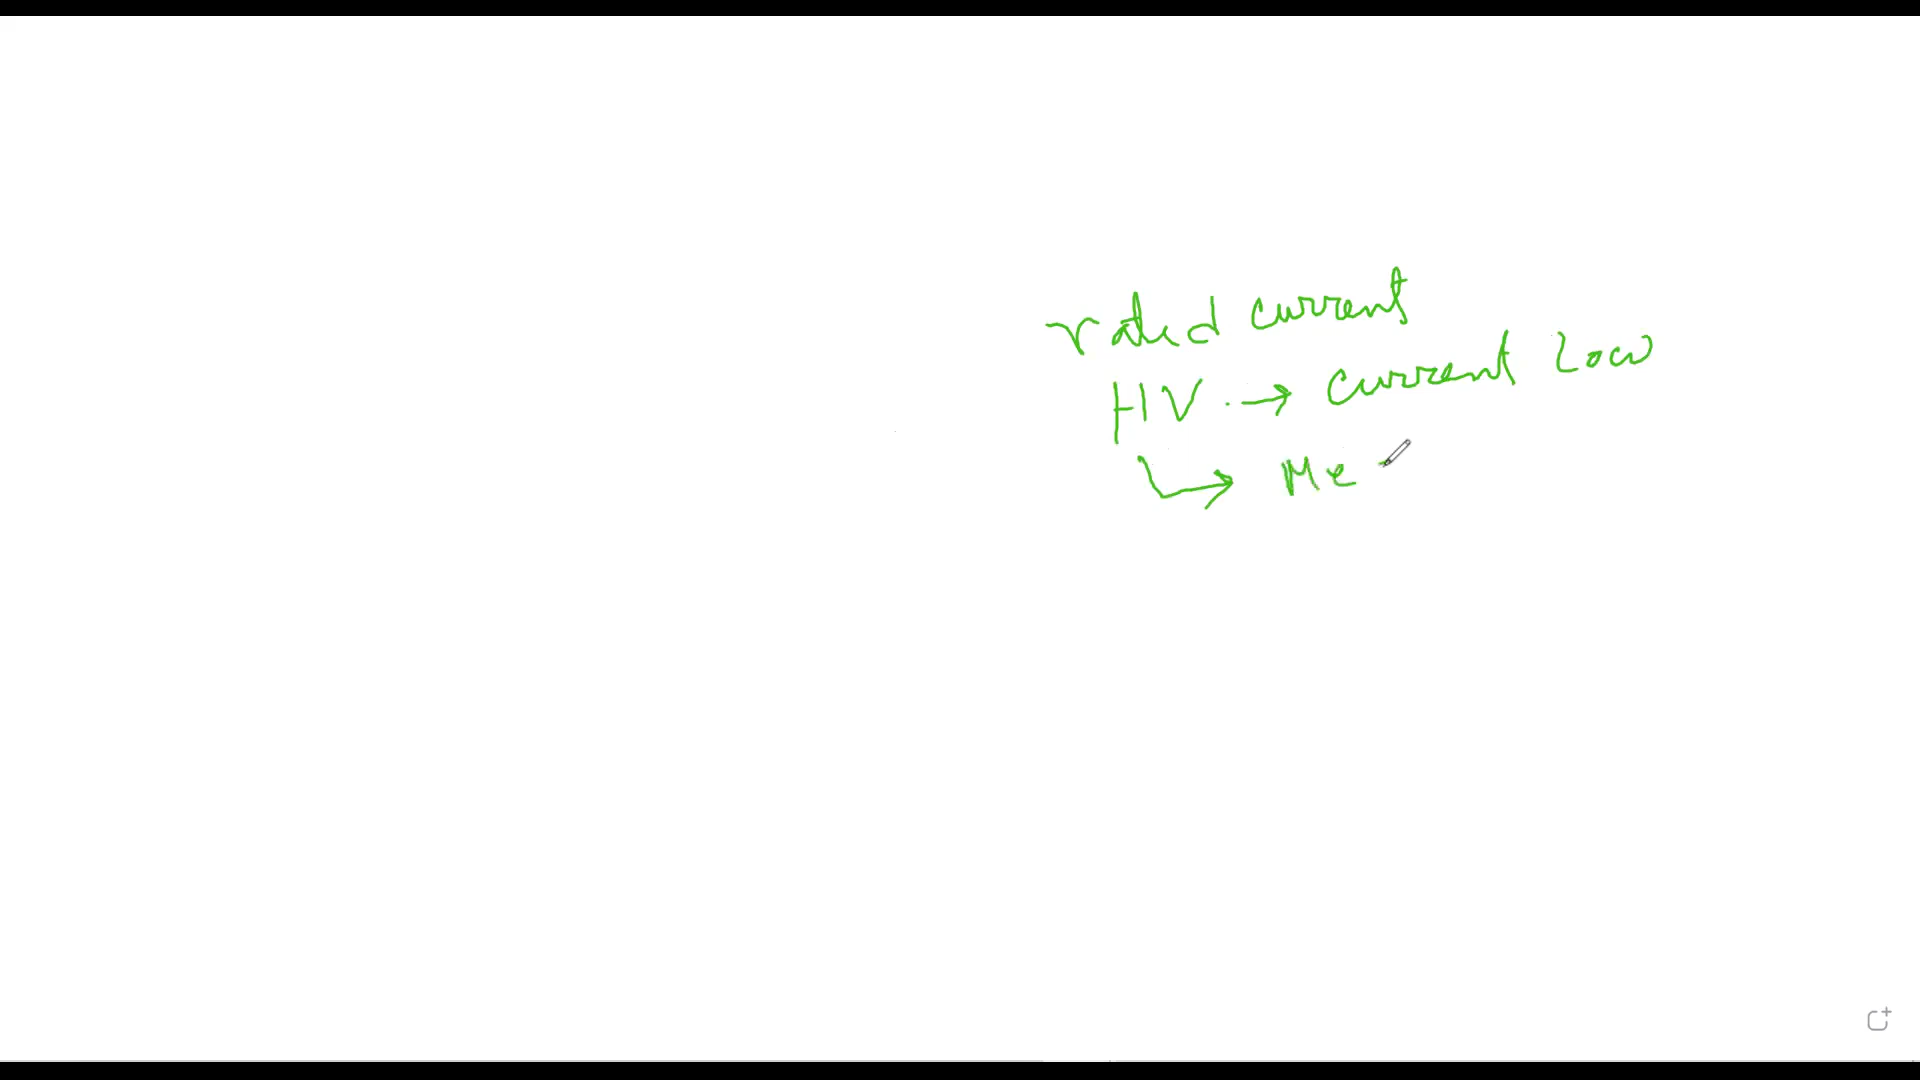 rated current
HV → current Low
↳ Me